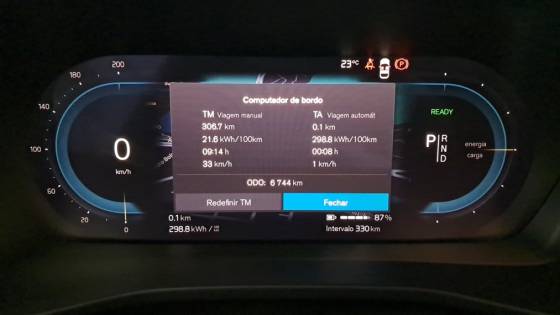 200
180
140
100
60
20
0
0
km/h
23°C
P
Computador de bordo
TM Viagem manual
306.7 km
21.6 kWh/100km
09:14 h
33 km/h
TA Viagem automát
0.1 km
298.8 kWh/100km
00:08 h
1 km/h
ODO: 6 744 km
Redefinir TM
Fechar
READY
P
R
N
D
energia
carga
0.1 km
298.8 kWh /
87 %
Intervalo 330 km